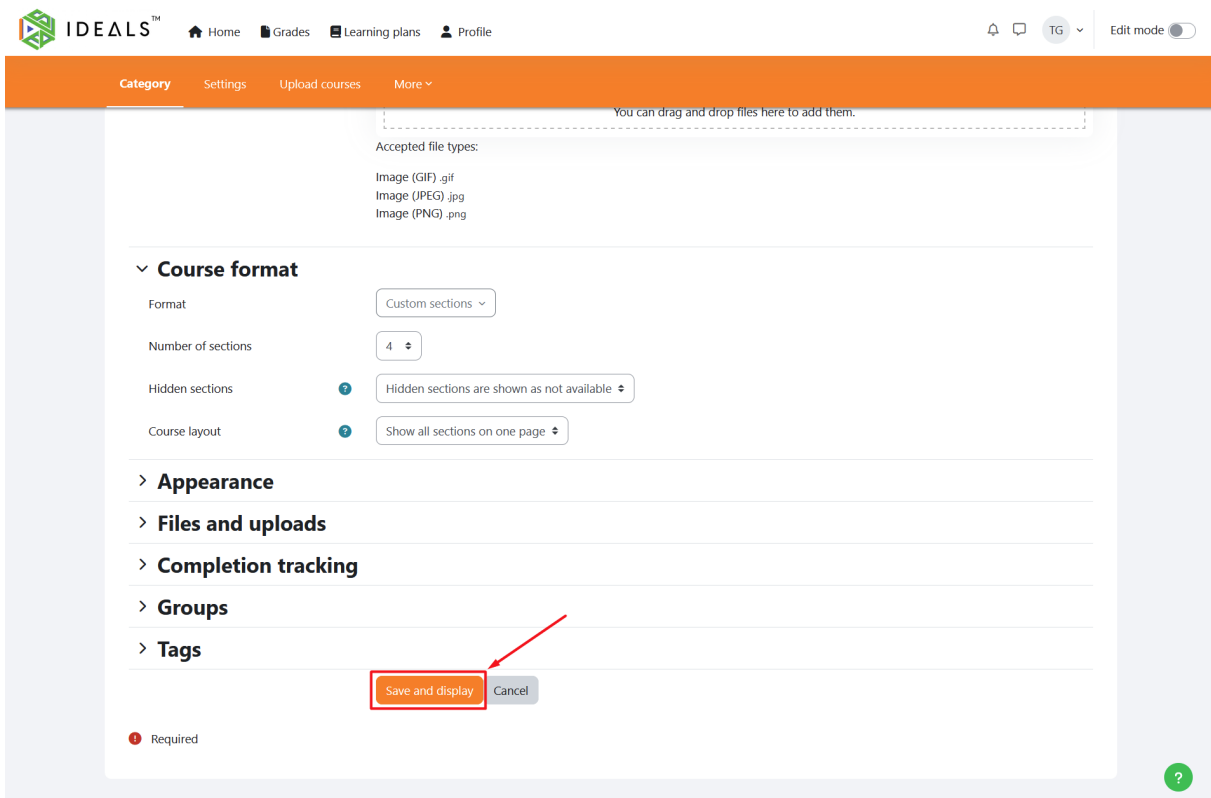 IDEALS™
Home Grades Learning plans Profile
TG
Edit mode
Category Settings Upload courses More
You can drag and drop files here to add them.
Accepted file types:
Image (GIF) .gif
Image (JPEG) .jpg
Image (PNG) .png
Course format
Format Custom sections
Number of sections 4
Hidden sections ? Hidden sections are shown as not available
Course layout ? Show all sections on one page
Appearance
Files and uploads
Completion tracking
Groups
Tags
Save and display Cancel
! Required
?